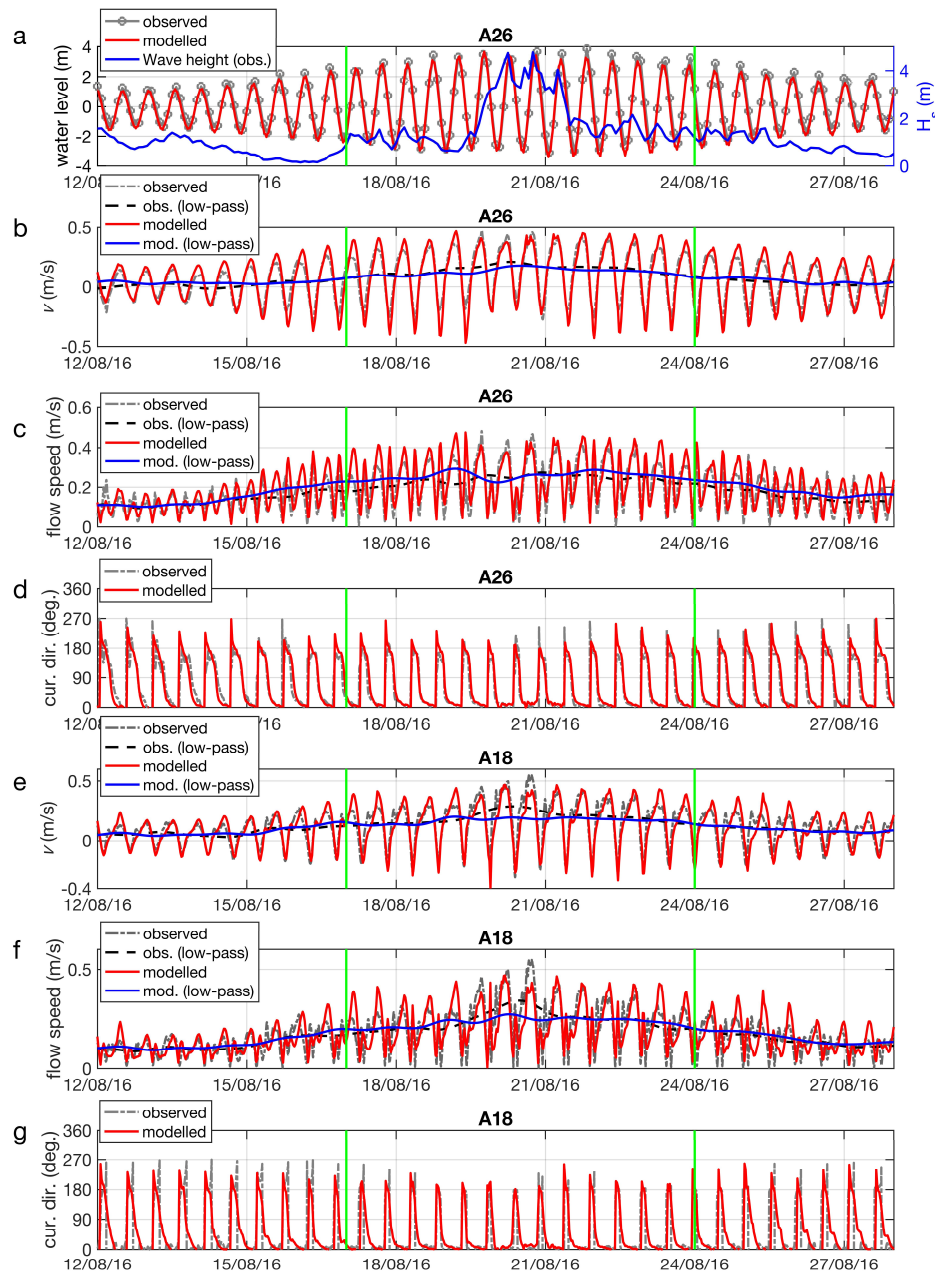 a
observed
modelled
Wave height (obs.)
A26
water level (m)
4
2
0
-2
-4
4
2
0
H
(m)
12/08/16
15/08/16
18/08/16
21/08/16
24/08/16
27/08/16
b
observed
obs. (low-pass)
modelled
mod. (low-pass)
A26
v (m/s)
0.5
0
-0.5
12/08/16
15/08/16
18/08/16
21/08/16
24/08/16
27/08/16
c
observed
obs. (low-pass)
modelled
mod. (low-pass)
A26
flow speed (m/s)
0.6
0.4
0.2
0
12/08/16
15/08/16
18/08/16
21/08/16
24/08/16
27/08/16
d
observed
modelled
A26
cur. dir. (deg.)
360
270
180
90
0
12/08/16
15/08/16
18/08/16
21/08/16
24/08/16
27/08/16
e
observed
obs. (low-pass)
modelled
mod. (low-pass)
A18
v (m/s)
0.5
0
-0.4
12/08/16
15/08/16
18/08/16
21/08/16
24/08/16
27/08/16
f
observed
obs. (low-pass)
modelled
mod. (low-pass)
A18
flow speed (m/s)
0.5
0
12/08/16
15/08/16
18/08/16
21/08/16
24/08/16
27/08/16
g
observed
modelled
A18
cur. dir. (deg.)
360
270
180
90
0
12/08/16
15/08/16
18/08/16
21/08/16
24/08/16
27/08/16